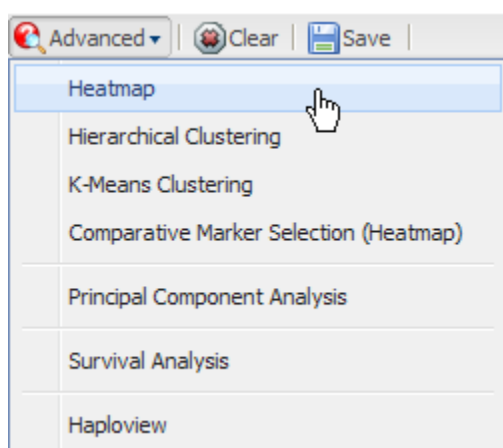 Advanced Clear Save
Heatmap
Hierarchical Clustering
K-Means Clustering
Comparative Marker Selection (Heatmap)
Principal Component Analysis
Survival Analysis
Haploview